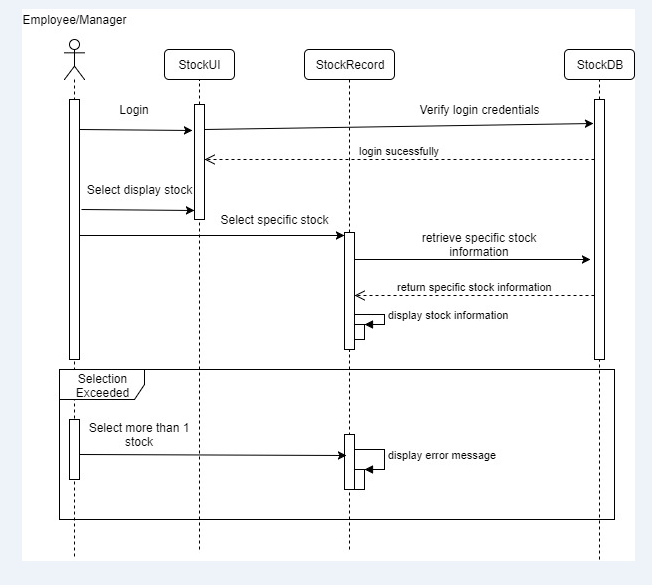 Employee/Manager
StockUI
StockRecord
StockDB
Login
Verify login credentials
login sucessfully
Select display stock
Select specific stock
retrieve specific stock
information
return specific stock information
display stock information
Selection
Exceeded
Select more than 1
stock
display error message